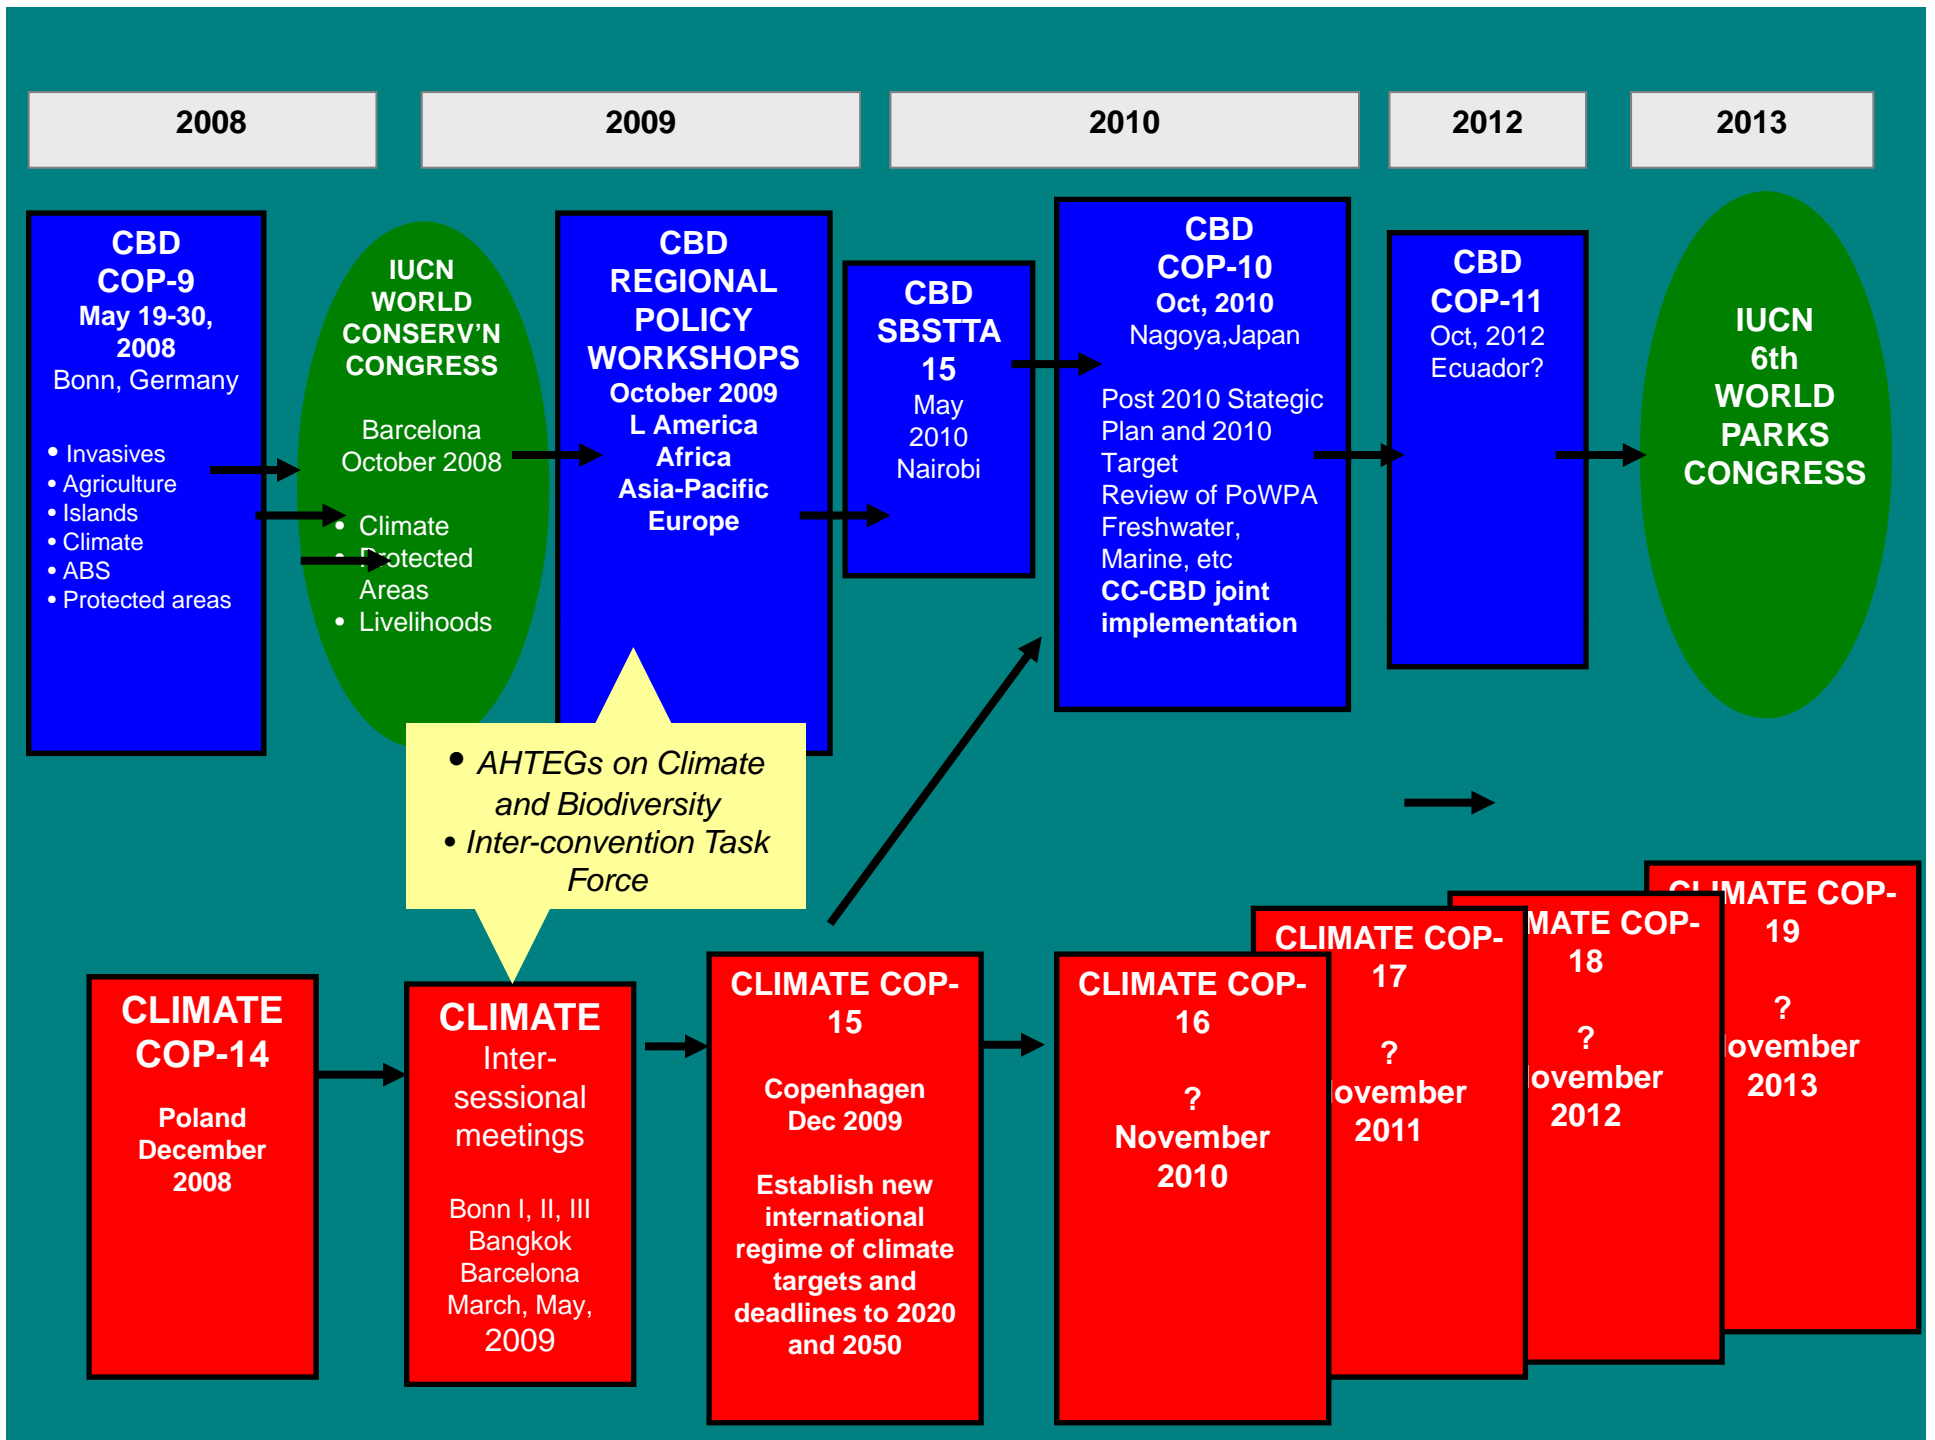 2008
2009
2010
2012
2013
CBD
COP-9
May 19-30,
2008
Bonn, Germany
• Invasives
• Agriculture
• Islands
• Climate
• ABS
• Protected areas
IUCN
WORLD
CONSERV'N
CONGRESS
Barcelona
October 2008
• Climate
• Protected
Areas
• Livelihoods
CBD
REGIONAL
POLICY
WORKSHOPS
October 2009
L America
Africa
Asia-Pacific
Europe
CBD
SBSTTA
15
May
2010
Nairobi
CBD
COP-10
Oct, 2010
Nagoya,Japan
Post 2010 Stategic
Plan and 2010
Target
Review of PoWPA
Freshwater,
Marine, etc
CC-CBD joint
implementation
CBD
COP-11
Oct, 2012
Ecuador?
IUCN
6th
WORLD
PARKS
CONGRESS
• AHTEGs on Climate
and Biodiversity
• Inter-convention Task
Force
CLIMATE
COP-14
Poland
December
2008
CLIMATE
Inter-
sessional
meetings
Bonn I, II, III
Bangkok
Barcelona
March, May,
2009
CLIMATE COP-
15
Copenhagen
Dec 2009
Establish new
international
regime of climate
targets and
deadlines to 2020
and 2050
CLIMATE COP-
16
?
November
2010
CLIMATE COP-
17
?
November
2011
CLIMATE COP-
18
?
November
2012
CLIMATE COP-
19
?
November
2013